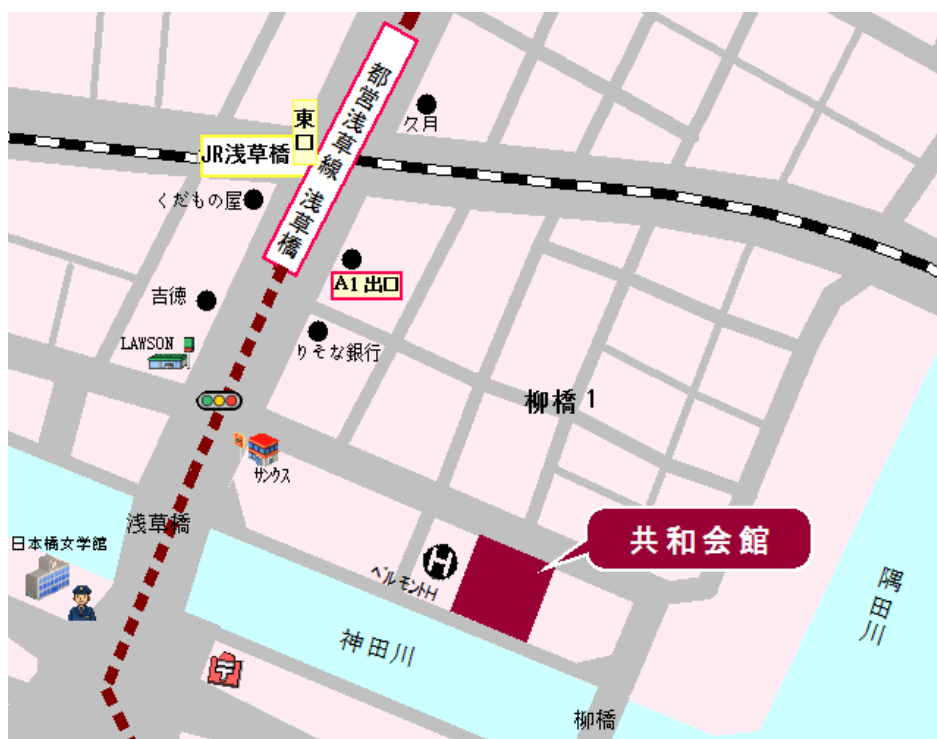 都営浅草線 浅草橋
東口
JR浅草橋
久月
くだもの屋
A1出口
吉徳
りそな銀行
LAWSON
柳橋1
サンクス
浅草橋
共和会館
日本橋女学館
H
ベルモントH
隅田川
神田川
〒
柳橋